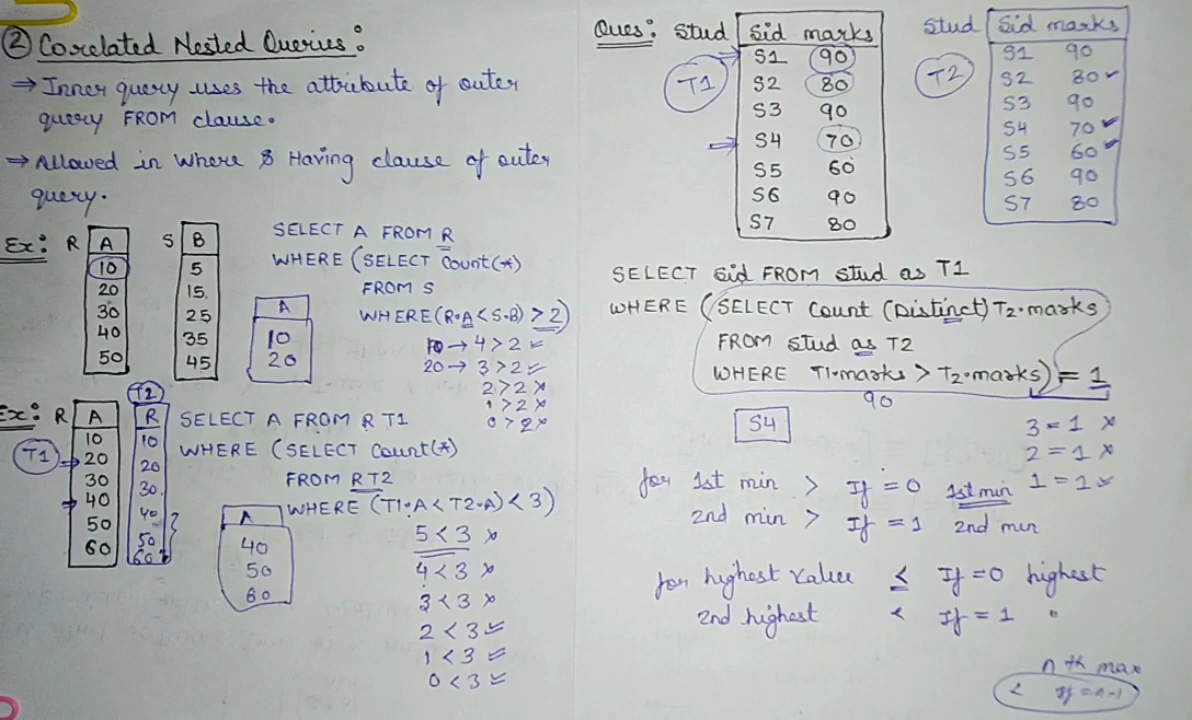 ② Corelated Nested Queries:
→ Inner query uses the attribute of outer
query FROM clause.
→ Allowed in where & Having clause of outer
query.
Ex: R A
10
20
30
40
50
S B
5
15
25
35
45
SELECT A FROM R
WHERE (SELECT Count(*)
FROM S
WHERE (R.A < S.B) > 2)
10 → 4 > 2 ✓
20 → 3 > 2 ✓
2 > 2 ×
1 > 2 ×
0 > 2 ×
A
10
20
Ex: R A
T1
10
20
30
40
50
60
T2
R
10
20
30
40
50
60
SELECT A FROM R T1
WHERE (SELECT Count(*)
FROM R T2
WHERE (T1.A < T2.A) < 3)
5 < 3 ×
4 < 3 ×
3 < 3 ×
2 < 3 ✓
1 < 3 ✓
0 < 3 ✓
A
40
50
60
Ques: Stud Sid marks
T1
S1 90
S2 80
S3 90
→ S4 70
S5 60
S6 90
S7 80
Stud Sid marks
T2
S1 90
S2 80 ✓
S3 90
S4 70 ✓
S5 60 ✓
S6 90
S7 80
SELECT Sid FROM Stud as T1
WHERE (SELECT Count (Distinct) T2.marks
FROM Stud as T2
WHERE T1.marks > T2.marks) = 1
90
S4
3 = 1 ×
2 = 1 ×
1 = 1 ✓
for 1st min > If = 0 1st min
2nd min > If = 1 2nd min
for highest Value < If = 0 highest
2nd highest < If = 1 "
nth max
< If = n-1